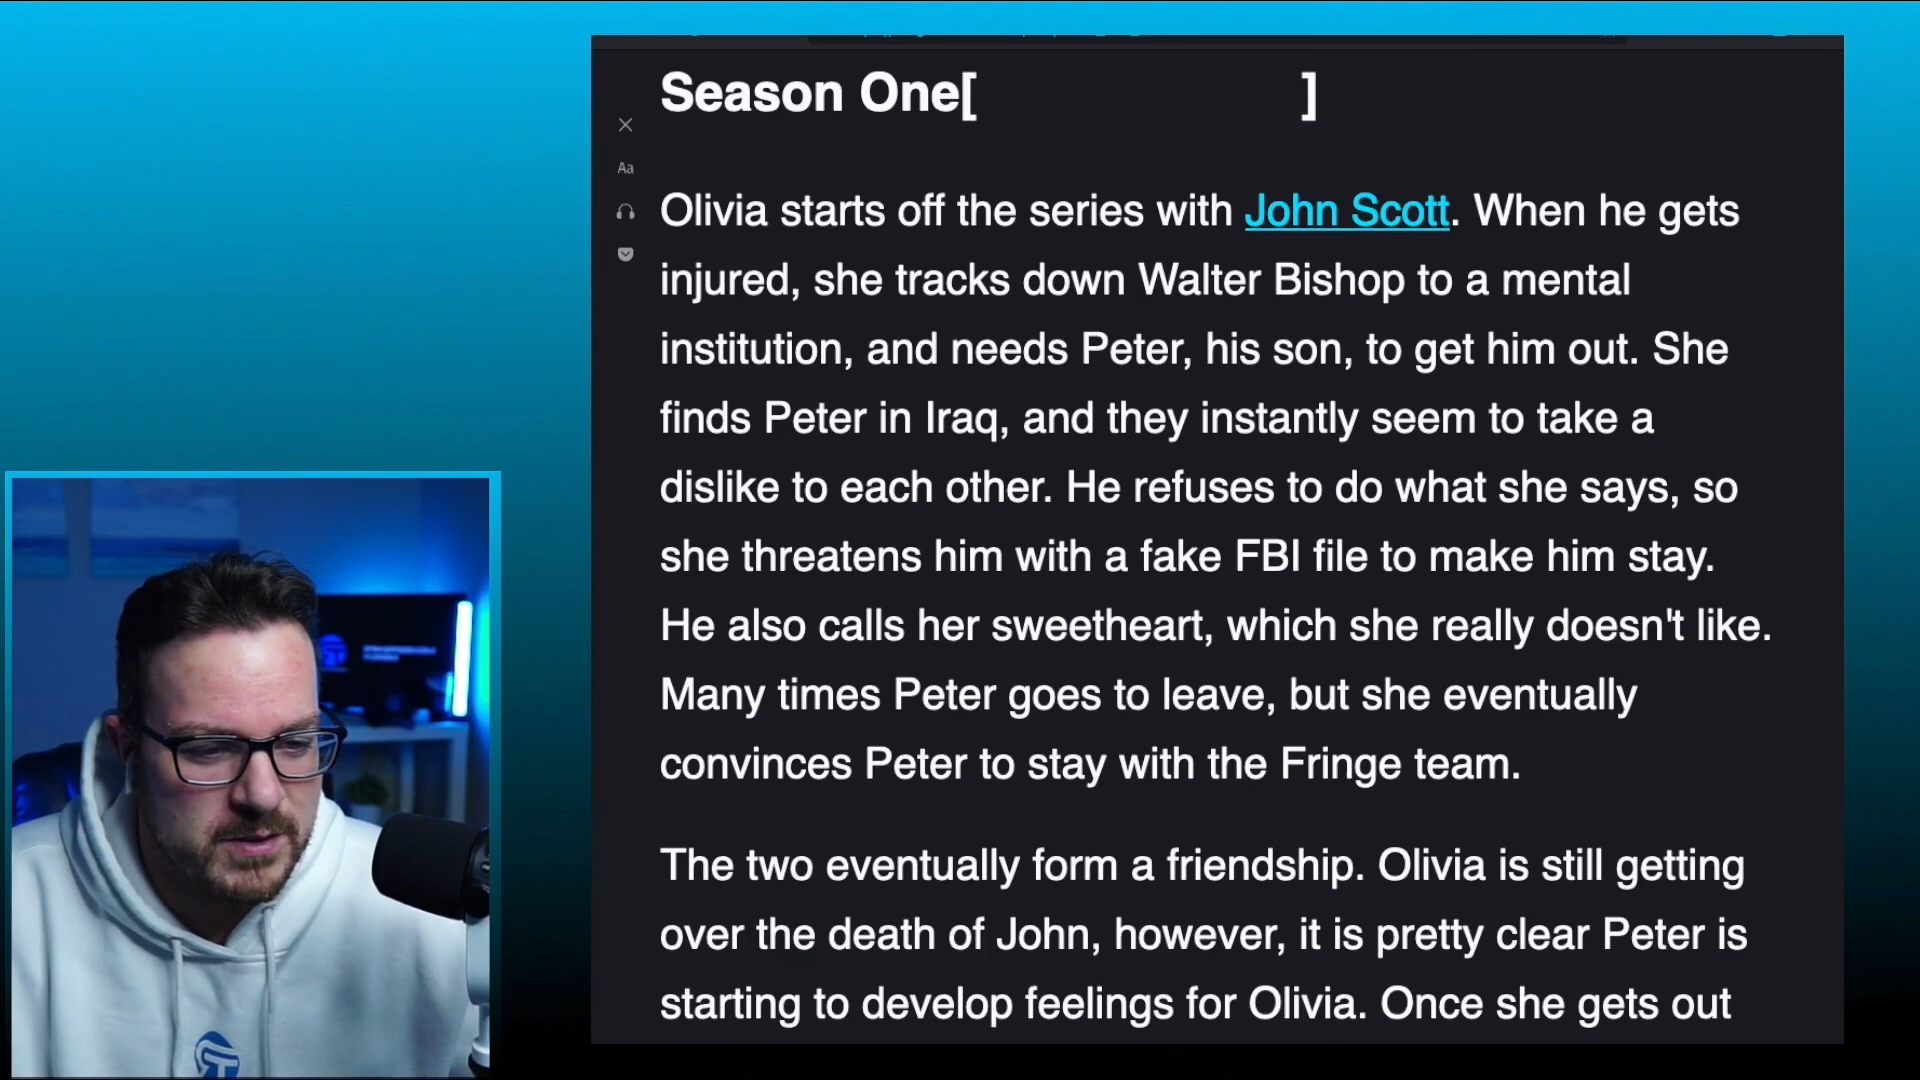 Season One[ ]
Aa
Olivia starts off the series with John Scott. When he gets
injured, she tracks down Walter Bishop to a mental
institution, and needs Peter, his son, to get him out. She
finds Peter in Iraq, and they instantly seem to take a
dislike to each other. He refuses to do what she says, so
she threatens him with a fake FBI file to make him stay.
He also calls her sweetheart, which she really doesn't like.
Many times Peter goes to leave, but she eventually
convinces Peter to stay with the Fringe team.
The two eventually form a friendship. Olivia is still getting
over the death of John, however, it is pretty clear Peter is
starting to develop feelings for Olivia. Once she gets out